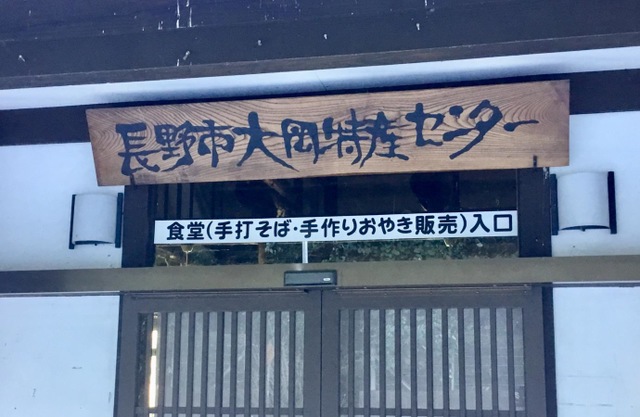 長野市大岡特産センター
食堂(手打そば・手作りおやき販売)入口